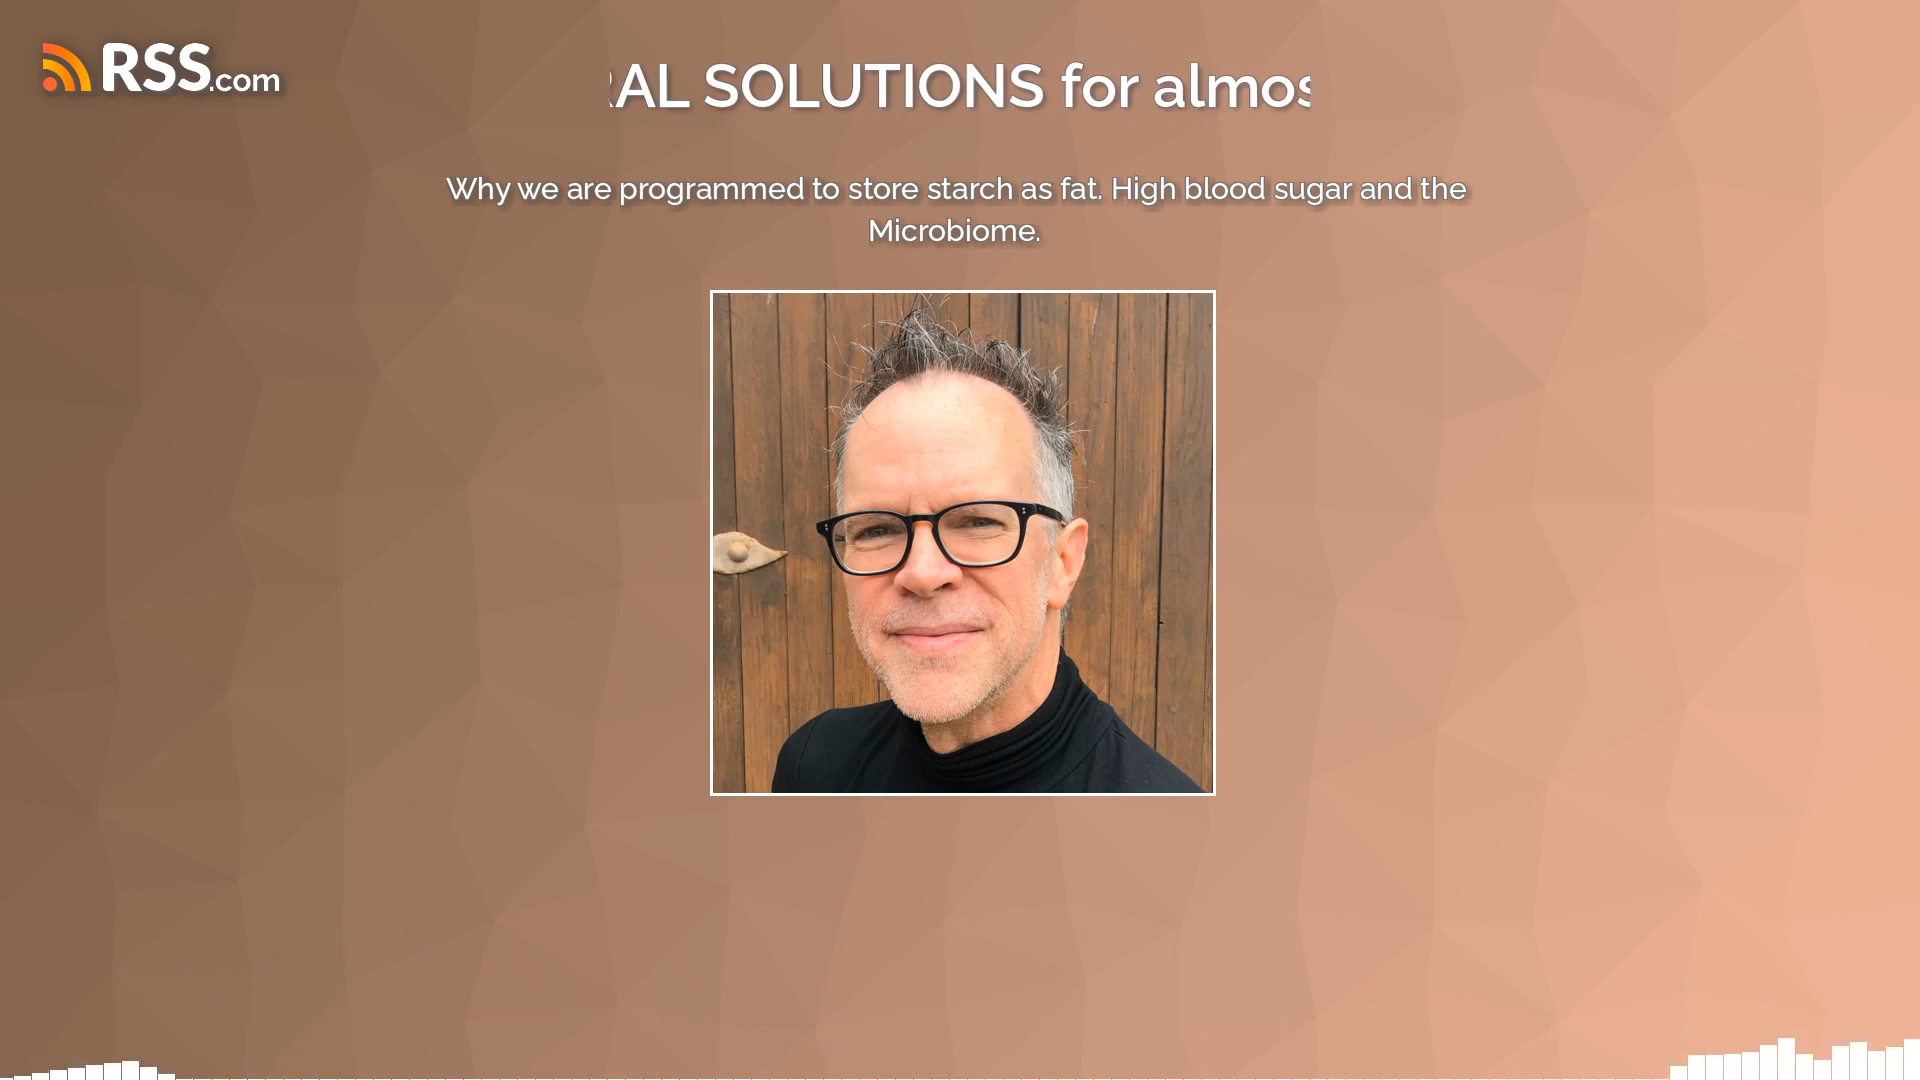 RSS.com
AL SOLUTIONS for almos
Why we are programmed to store starch as fat. High blood sugar and the
Microbiome.